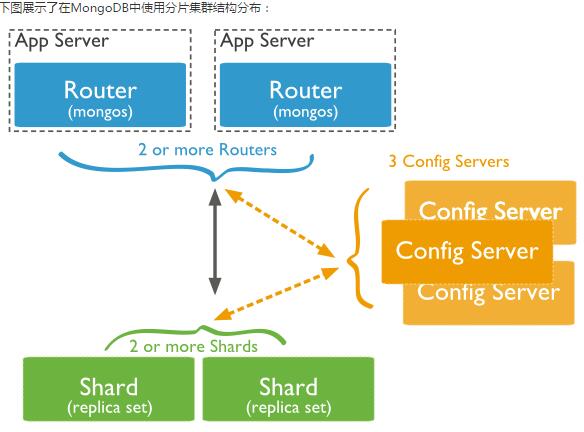 下图展示了在MongoDB中使用分片集群结构分布：
App Server
App Server
Router
(mongos)
Router
(mongos)
2 or more Routers
3 Config Servers
Config Server
Config Server
Config Server
2 or more Shards
Shard
(replica set)
Shard
(replica set)